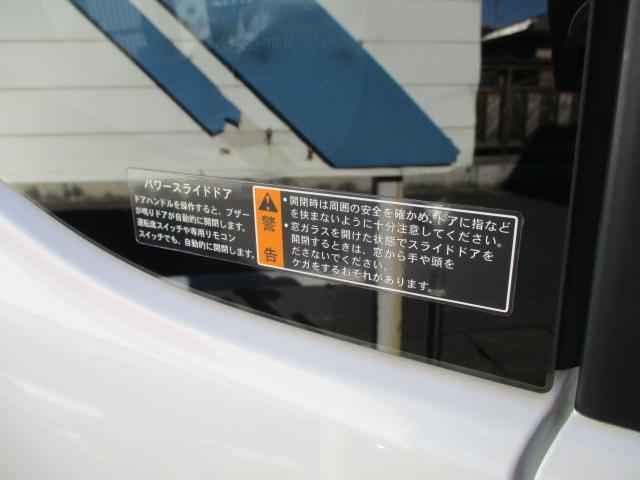 パワースライドドア
ドアハンドルを操作すると、ブザー
が鳴りドアが自動的に開閉します。
運転席スイッチや専用リモコン
スイッチでも、自動的に開閉します。
警告
・開閉時は周囲の安全を確かめ、ドアに指など
を挟まないように十分注意してください。
・窓ガラスを開けた状態でスライドドアを
開閉するときは、窓から手や頭を
ださないでください。
ケガをするおそれがあります。